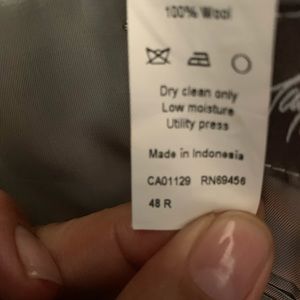 100% Wool
Dry clean only
Low moisture
Utility press
Made in Indonesia
CA01129 RN69456
48 R